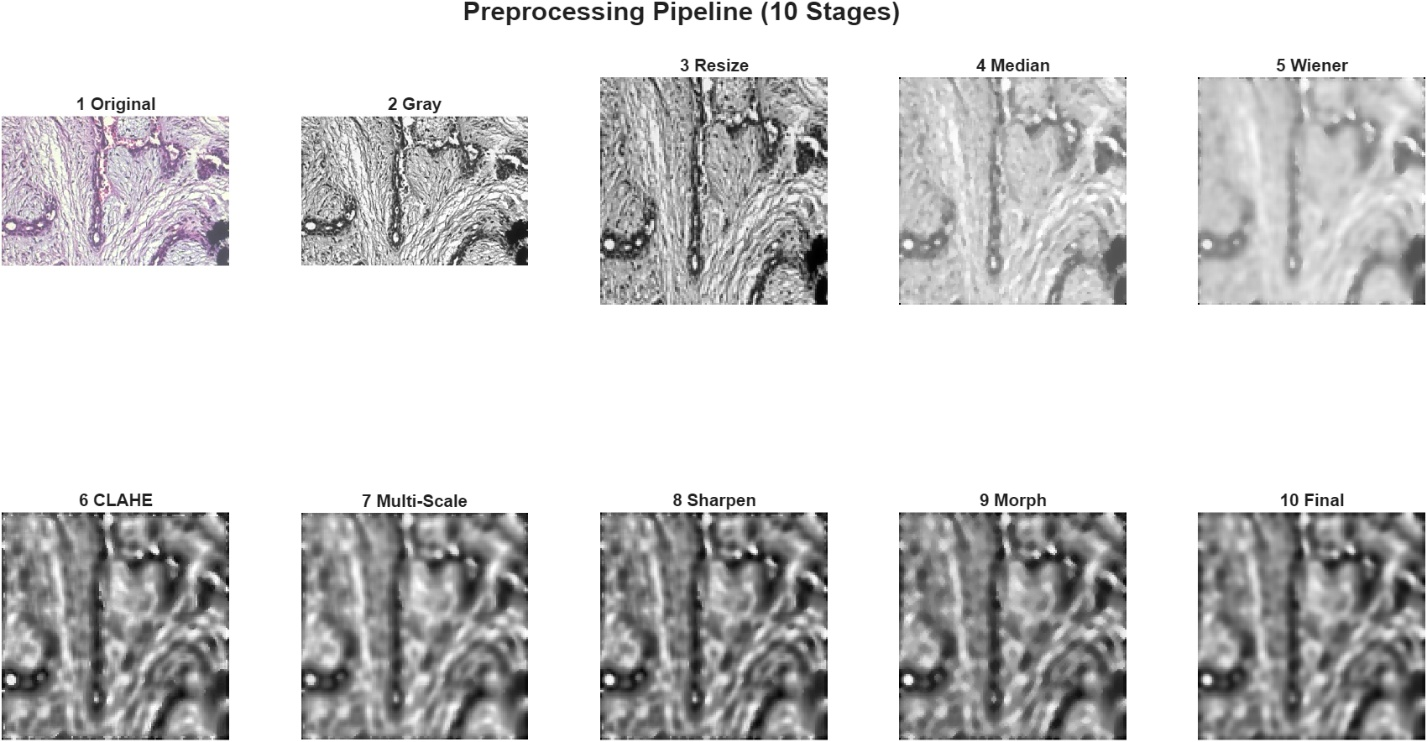 Preprocessing Pipeline (10 Stages)
1 Original
2 Gray
3 Resize
4 Median
5 Wiener
6 CLAHE
7 Multi-Scale
8 Sharpen
9 Morph
10 Final